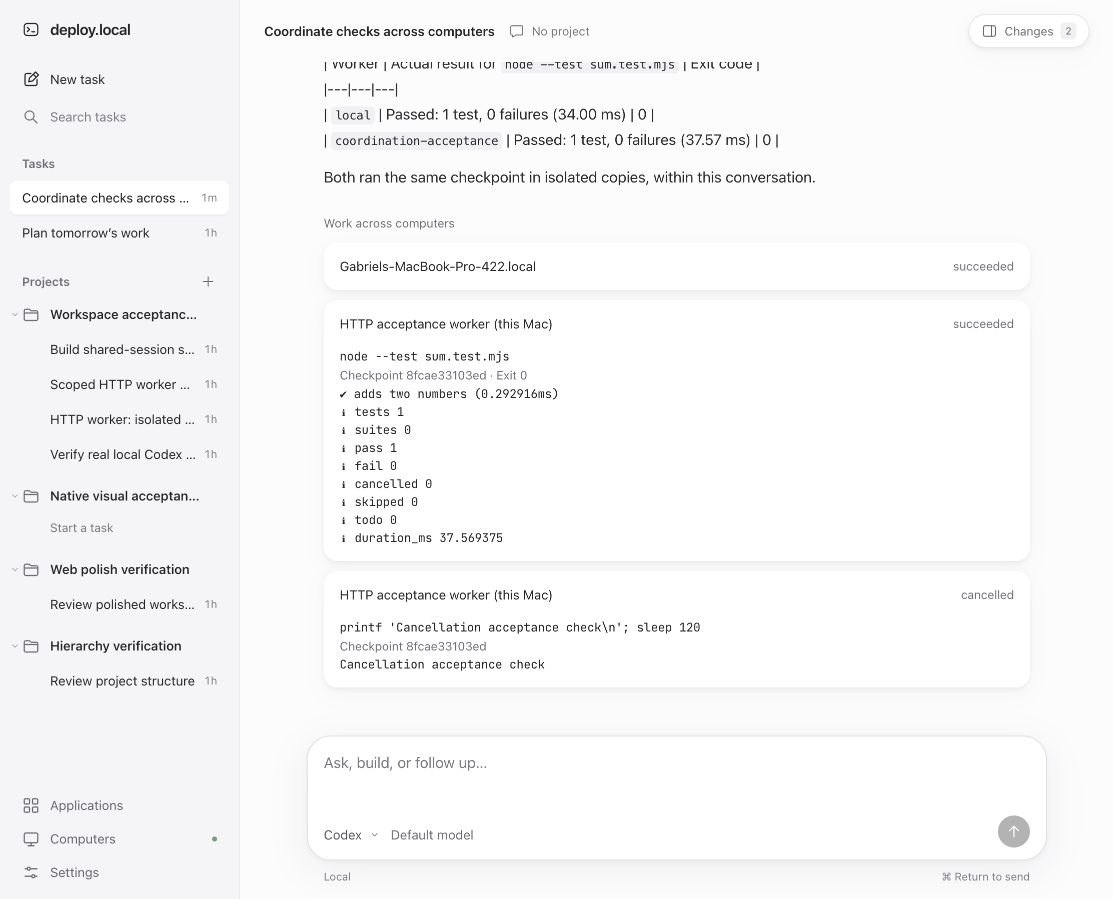 deploy.local
New task
Search tasks
Tasks
Coordinate checks across ... 1m
Plan tomorrow's work 1h
Projects
Workspace acceptanc...
Build shared-session s... 1h
Scoped HTTP worker ... 1h
HTTP worker: isolated ... 1h
Verify real local Codex ... 1h
Native visual acceptan...
Start a task
Web polish verification
Review polished works... 1h
Hierarchy verification
Review project structure 1h
Applications
Computers
Settings
Coordinate checks across computers No project
Changes 2
| Worker | Actual result for node --test sum.test.mjs | Exit code |
|---|---|---|
| local | Passed: 1 test, 0 failures (34.00 ms) | 0 |
| coordination-acceptance | Passed: 1 test, 0 failures (37.57 ms) | 0 |
Both ran the same checkpoint in isolated copies, within this conversation.
Work across computers
Gabriels-MacBook-Pro-422.local succeeded
HTTP acceptance worker (this Mac) succeeded
node --test sum.test.mjs
Checkpoint 8fcae33103ed · Exit 0
✔ adds two numbers (0.292916ms)
ℹ tests 1
ℹ suites 0
ℹ pass 1
ℹ fail 0
ℹ cancelled 0
ℹ skipped 0
ℹ todo 0
ℹ duration_ms 37.569375
HTTP acceptance worker (this Mac) cancelled
printf 'Cancellation acceptance check\n'; sleep 120
Checkpoint 8fcae33103ed
Cancellation acceptance check
Ask, build, or follow up...
Codex Default model
Local
⌘ Return to send